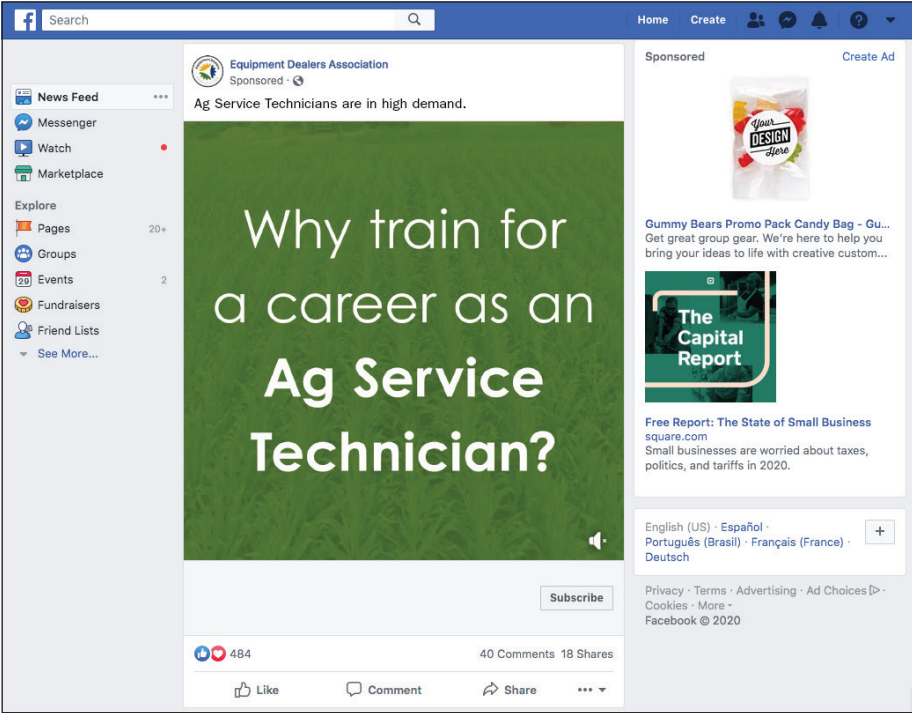 Search
Home Create
News Feed
Messenger
Watch
Marketplace
Explore
Pages 20+
Groups
29 Events 2
Fundraisers
Friend Lists
See More...
Equipment Dealers Association
Sponsored ·
Ag Service Technicians are in high demand.
Why train for
a career as an
Ag Service
Technician?
Subscribe
484 40 Comments 18 Shares
Like Comment Share
Sponsored Create Ad
Your
DESIGN
Here
Gummy Bears Promo Pack Candy Bag - Gu...
Get great group gear. We're here to help you
bring your ideas to life with creative custom...
The
Capital
Report
Free Report: The State of Small Business
square.com
Small businesses are worried about taxes,
politics, and tariffs in 2020.
English (US) · Español ·
Português (Brasil) · Français (France) ·
Deutsch
Privacy · Terms · Advertising · Ad Choices ·
Cookies · More
Facebook © 2020